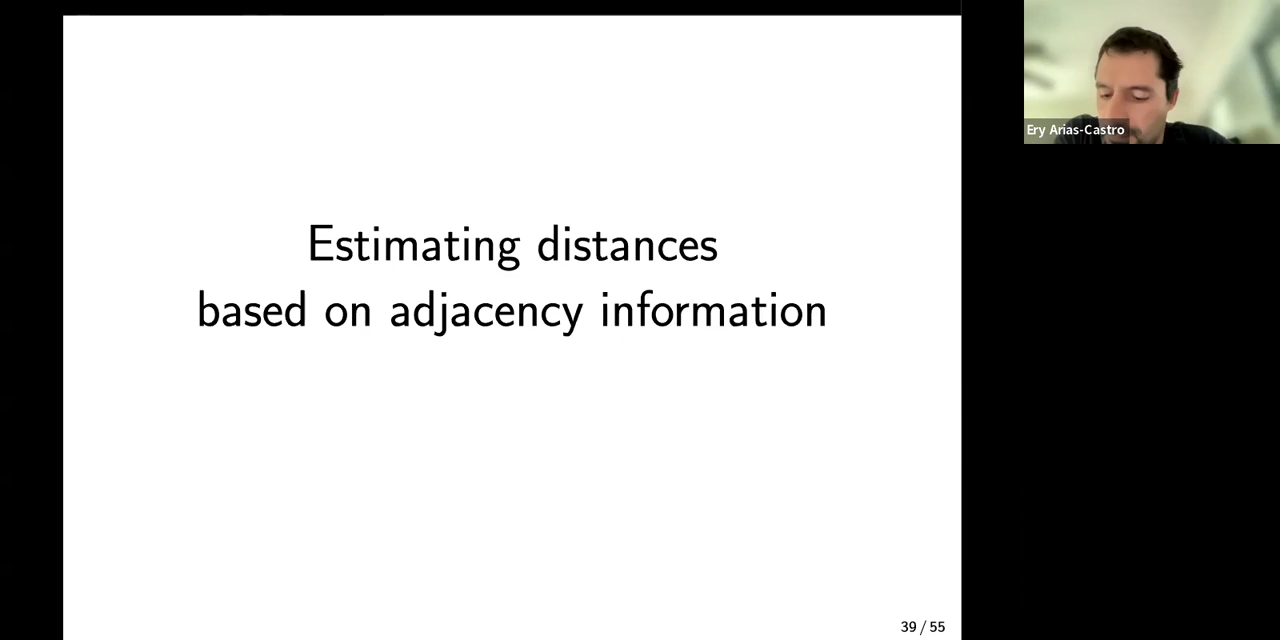 Estimating distances
based on adjacency information
39 / 55
Ery Arias-Castro